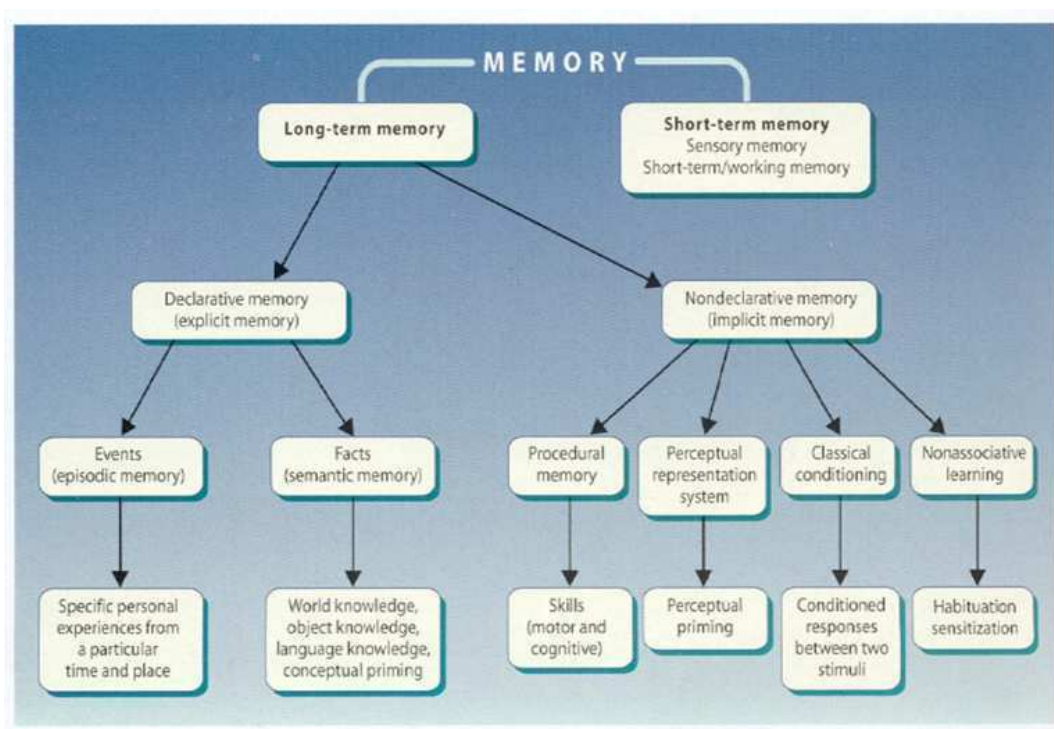 MEMORY
Long-term memory
Short-term memory
Sensory memory
Short-term/working memory
Declarative memory
(explicit memory)
Nondeclarative memory
(implicit memory)
Events
(episodic memory)
Facts
(semantic memory)
Procedural
memory
Perceptual
representation
system
Classical
conditioning
Nonassociative
learning
Specific personal
experiences from
a particular
time and place
World knowledge,
object knowledge,
language knowledge,
conceptual priming
Skills
(motor and
cognitive)
Perceptual
priming
Conditioned
responses
between two
stimuli
Habituation
sensitization